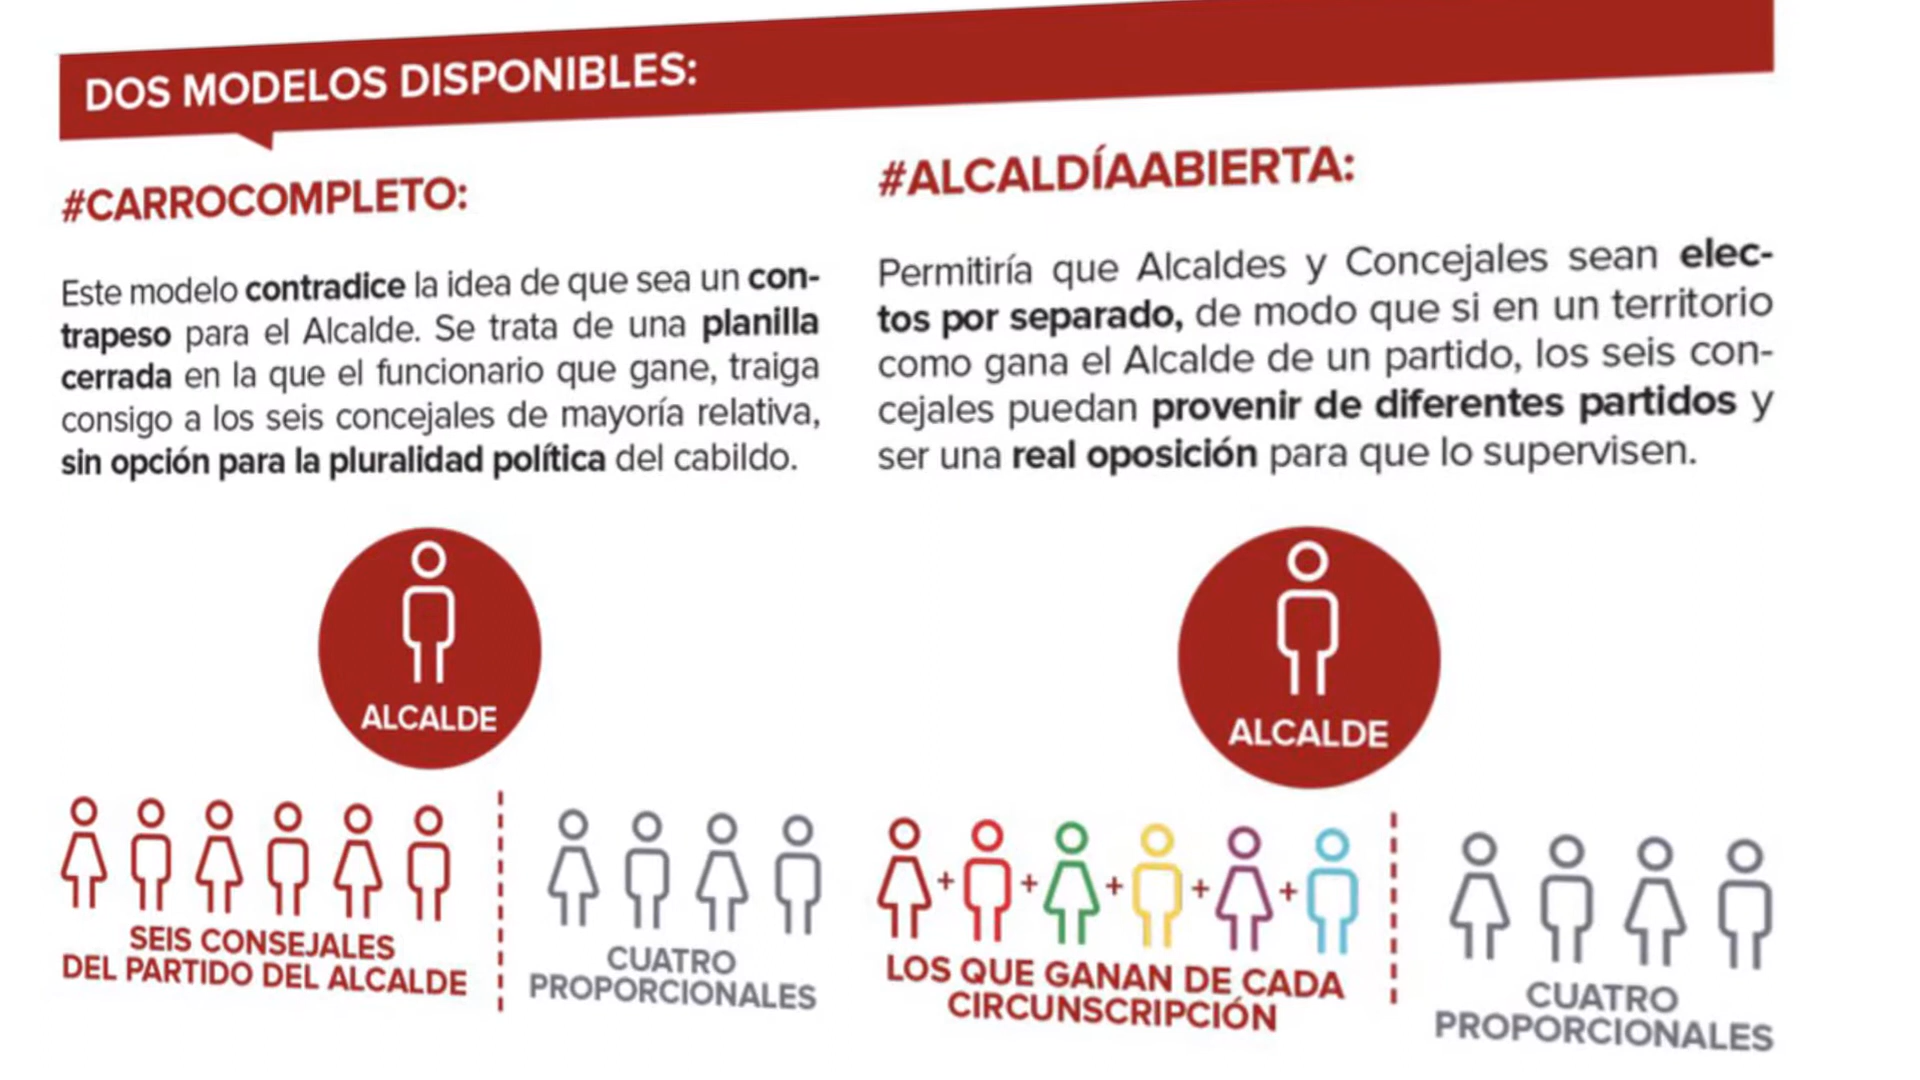 DOS MODELOS DISPONIBLES:
#CARROCOMPLETO:
Este modelo contradice la idea de que sea un con-
trapeso para el Alcalde. Se trata de una planilla
cerrada en la que el funcionario que gane, traiga
consigo a los seis concejales de mayoría relativa,
sin opción para la pluralidad política del cabildo.
ALCALDE
SEIS CONSEJALES
DEL PARTIDO DEL ALCALDE
CUATRO
PROPORCIONALES
#ALCALDÍAABIERTA:
Permitiría que Alcaldes y Concejales sean elec-
tos por separado, de modo que si en un territorio
como gana el Alcalde de un partido, los seis con-
cejales puedan provenir de diferentes partidos y
ser una real oposición para que lo supervisen.
ALCALDE
+ + + + +
LOS QUE GANAN DE CADA
CIRCUNSCRIPCIÓN
CUATRO
PROPORCIONALES